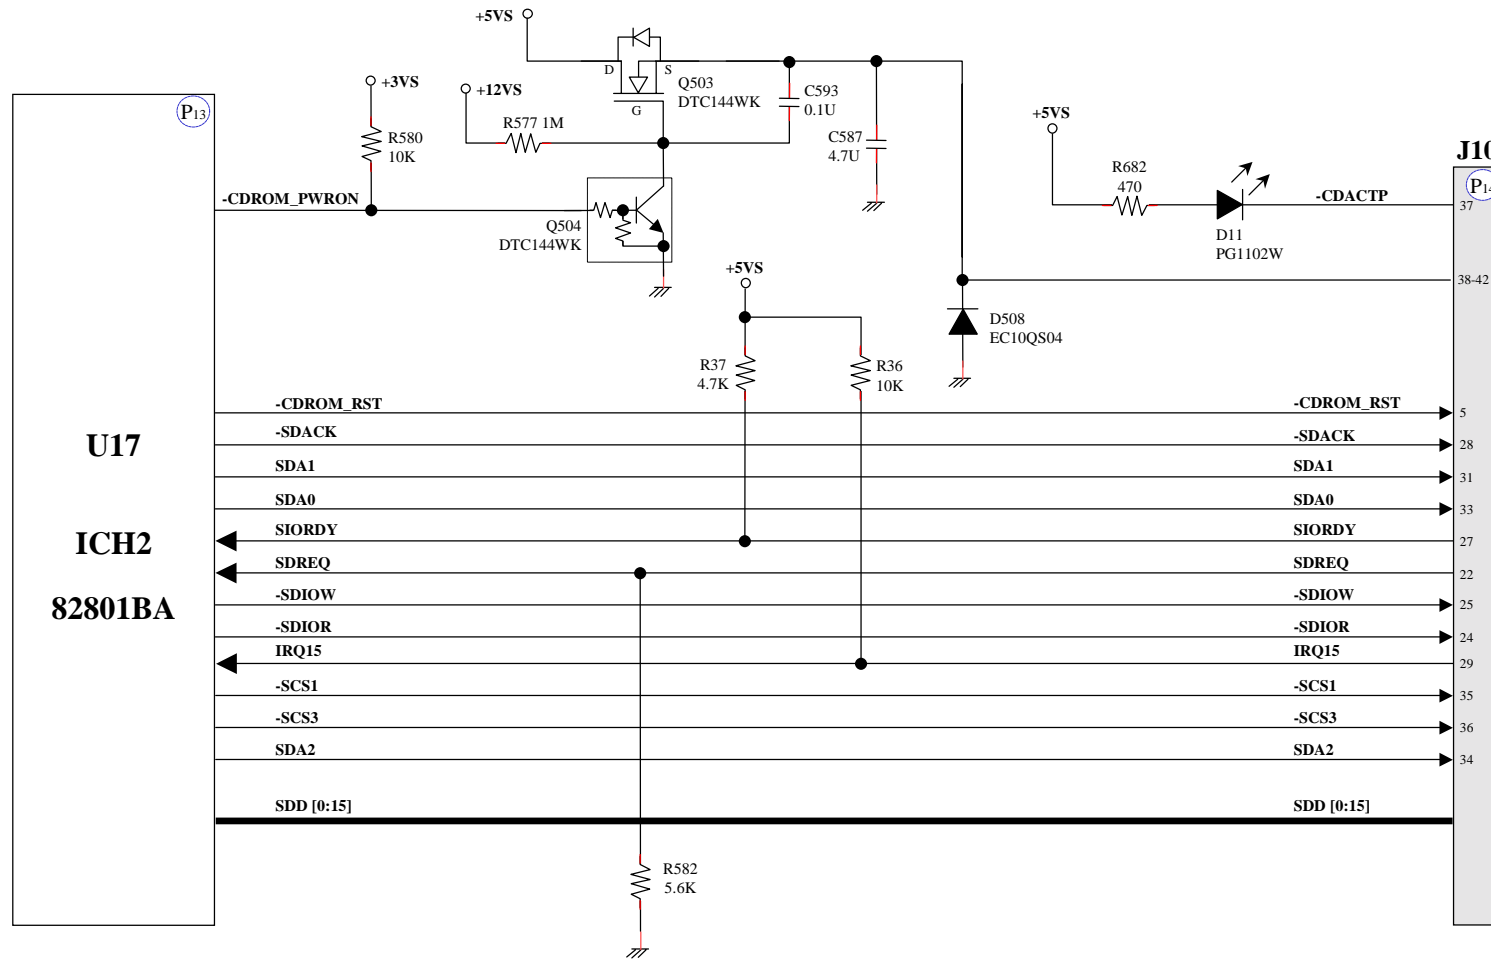 +5VS
D
S
G
Q503
DTC144WK
C593
0.1U
P13
+3VS
+12VS
R577 1M
R580
10K
C587
4.7U
+5VS
R682
470
J10
P14
-CDROM_PWRON
-CDACTP
37
Q504
DTC144WK
D11
PG1102W
+5VS
38-42
D508
EC10QS04
R37
4.7K
R36
10K
U17
ICH2
82801BA
-CDROM_RST
-CDROM_RST
5
-SDACK
-SDACK
28
SDA1
SDA1
31
SDA0
SDA0
33
SIORDY
SIORDY
27
SDREQ
SDREQ
22
-SDIOW
-SDIOW
25
-SDIOR
-SDIOR
24
IRQ15
IRQ15
29
-SCS1
-SCS1
35
-SCS3
-SCS3
36
SDA2
SDA2
34
SDD [0:15]
SDD [0:15]
R582
5.6K